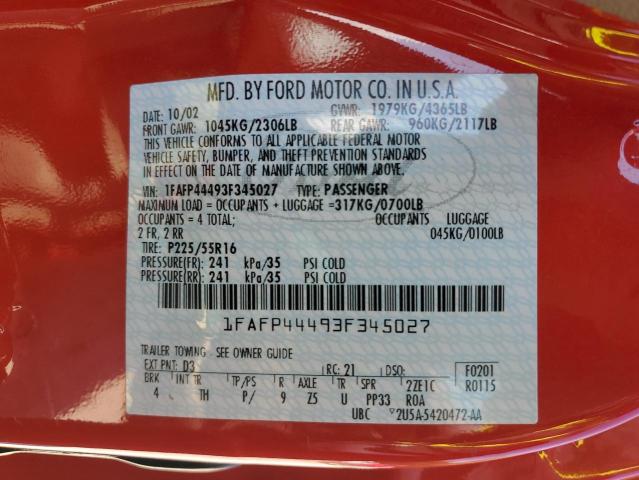 MFD. BY FORD MOTOR CO. IN U.S.A.
DATE: 10/02 GVWR: 1979KG/4365LB
FRONT GAWR: 1045KG/2306LB REAR GAWR: 960KG/2117LB
THIS VEHICLE CONFORMS TO ALL APPLICABLE FEDERAL MOTOR
VEHICLE SAFETY, BUMPER, AND THEFT PREVENTION STANDARDS
IN EFFECT ON THE DATE OF MANUFACTURE SHOWN ABOVE.
VIN: 1FAFP44493F345027 TYPE: PASSENGER
MAXIMUM LOAD = OCCUPANTS + LUGGAGE =317KG/0700LB
OCCUPANTS = 4 TOTAL; OCCUPANTS LUGGAGE
2 FR, 2 RR 045KG/0100LB
TIRE: P225/55R16
PRESSURE(FR): 241 kPa/35 PSI COLD
PRESSURE(RR): 241 kPa/35 PSI COLD
1FAFP44493F345027
TRAILER TOWING - SEE OWNER GUIDE
EXT PNT: D3 RC: 21 DSO: F0201
BRK INT TR TP/PS R AXLE TR SPR 2ZE1C R0115
4 TH P/ 9 Z5 U PP33 ROA
UBC 2U5A-5420472-AA